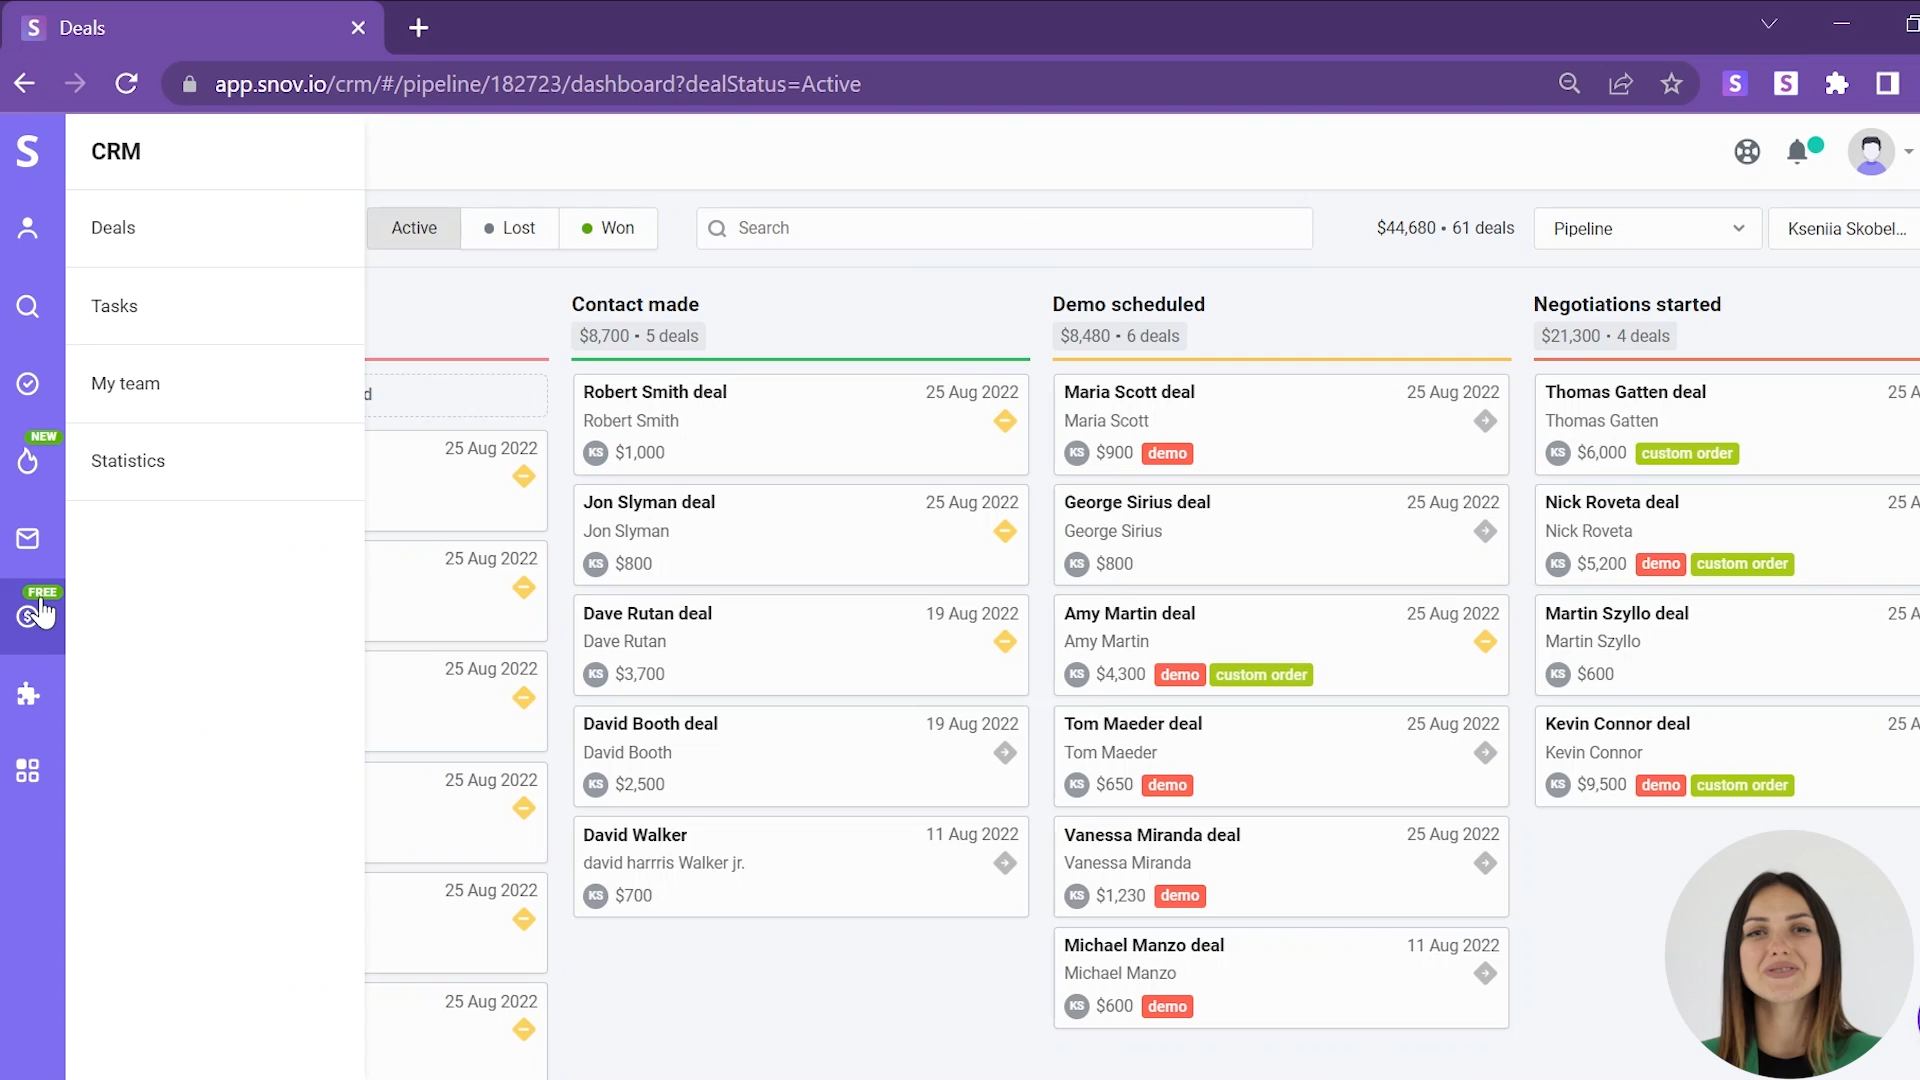 S Deals
app.snov.io/crm/#/pipeline/182723/dashboard?dealStatus=Active
S S
S
CRM
Deals
Tasks
My team
Statistics
NEW
FREE
Active
Lost
Won
Search
$44,680 • 61 deals
Pipeline
Kseniia Skobel...
d
25 Aug 2022
25 Aug 2022
25 Aug 2022
25 Aug 2022
25 Aug 2022
25 Aug 2022
Contact made
$8,700 • 5 deals
Robert Smith deal 25 Aug 2022
Robert Smith
KS $1,000
Jon Slyman deal 25 Aug 2022
Jon Slyman
KS $800
Dave Rutan deal 19 Aug 2022
Dave Rutan
KS $3,700
David Booth deal 19 Aug 2022
David Booth
KS $2,500
David Walker 11 Aug 2022
david harrris Walker jr.
KS $700
Demo scheduled
$8,480 • 6 deals
Maria Scott deal 25 Aug 2022
Maria Scott
KS $900 demo
George Sirius deal 25 Aug 2022
George Sirius
KS $800
Amy Martin deal 25 Aug 2022
Amy Martin
KS $4,300 demo custom order
Tom Maeder deal 25 Aug 2022
Tom Maeder
KS $650 demo
Vanessa Miranda deal 25 Aug 2022
Vanessa Miranda
KS $1,230 demo
Michael Manzo deal 11 Aug 2022
Michael Manzo
KS $600 demo
Negotiations started
$21,300 • 4 deals
Thomas Gatten deal 25 A
Thomas Gatten
KS $6,000 custom order
Nick Roveta deal 25 A
Nick Roveta
KS $5,200 demo custom order
Martin Szyllo deal 25 A
Martin Szyllo
KS $600
Kevin Connor deal 25 A
Kevin Connor
KS $9,500 demo custom order